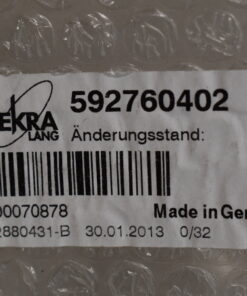 EKRA
LANG
592760402
Änderungsstand:
00070878
Made in Ger
2880431-B 30.01.2013 0/32